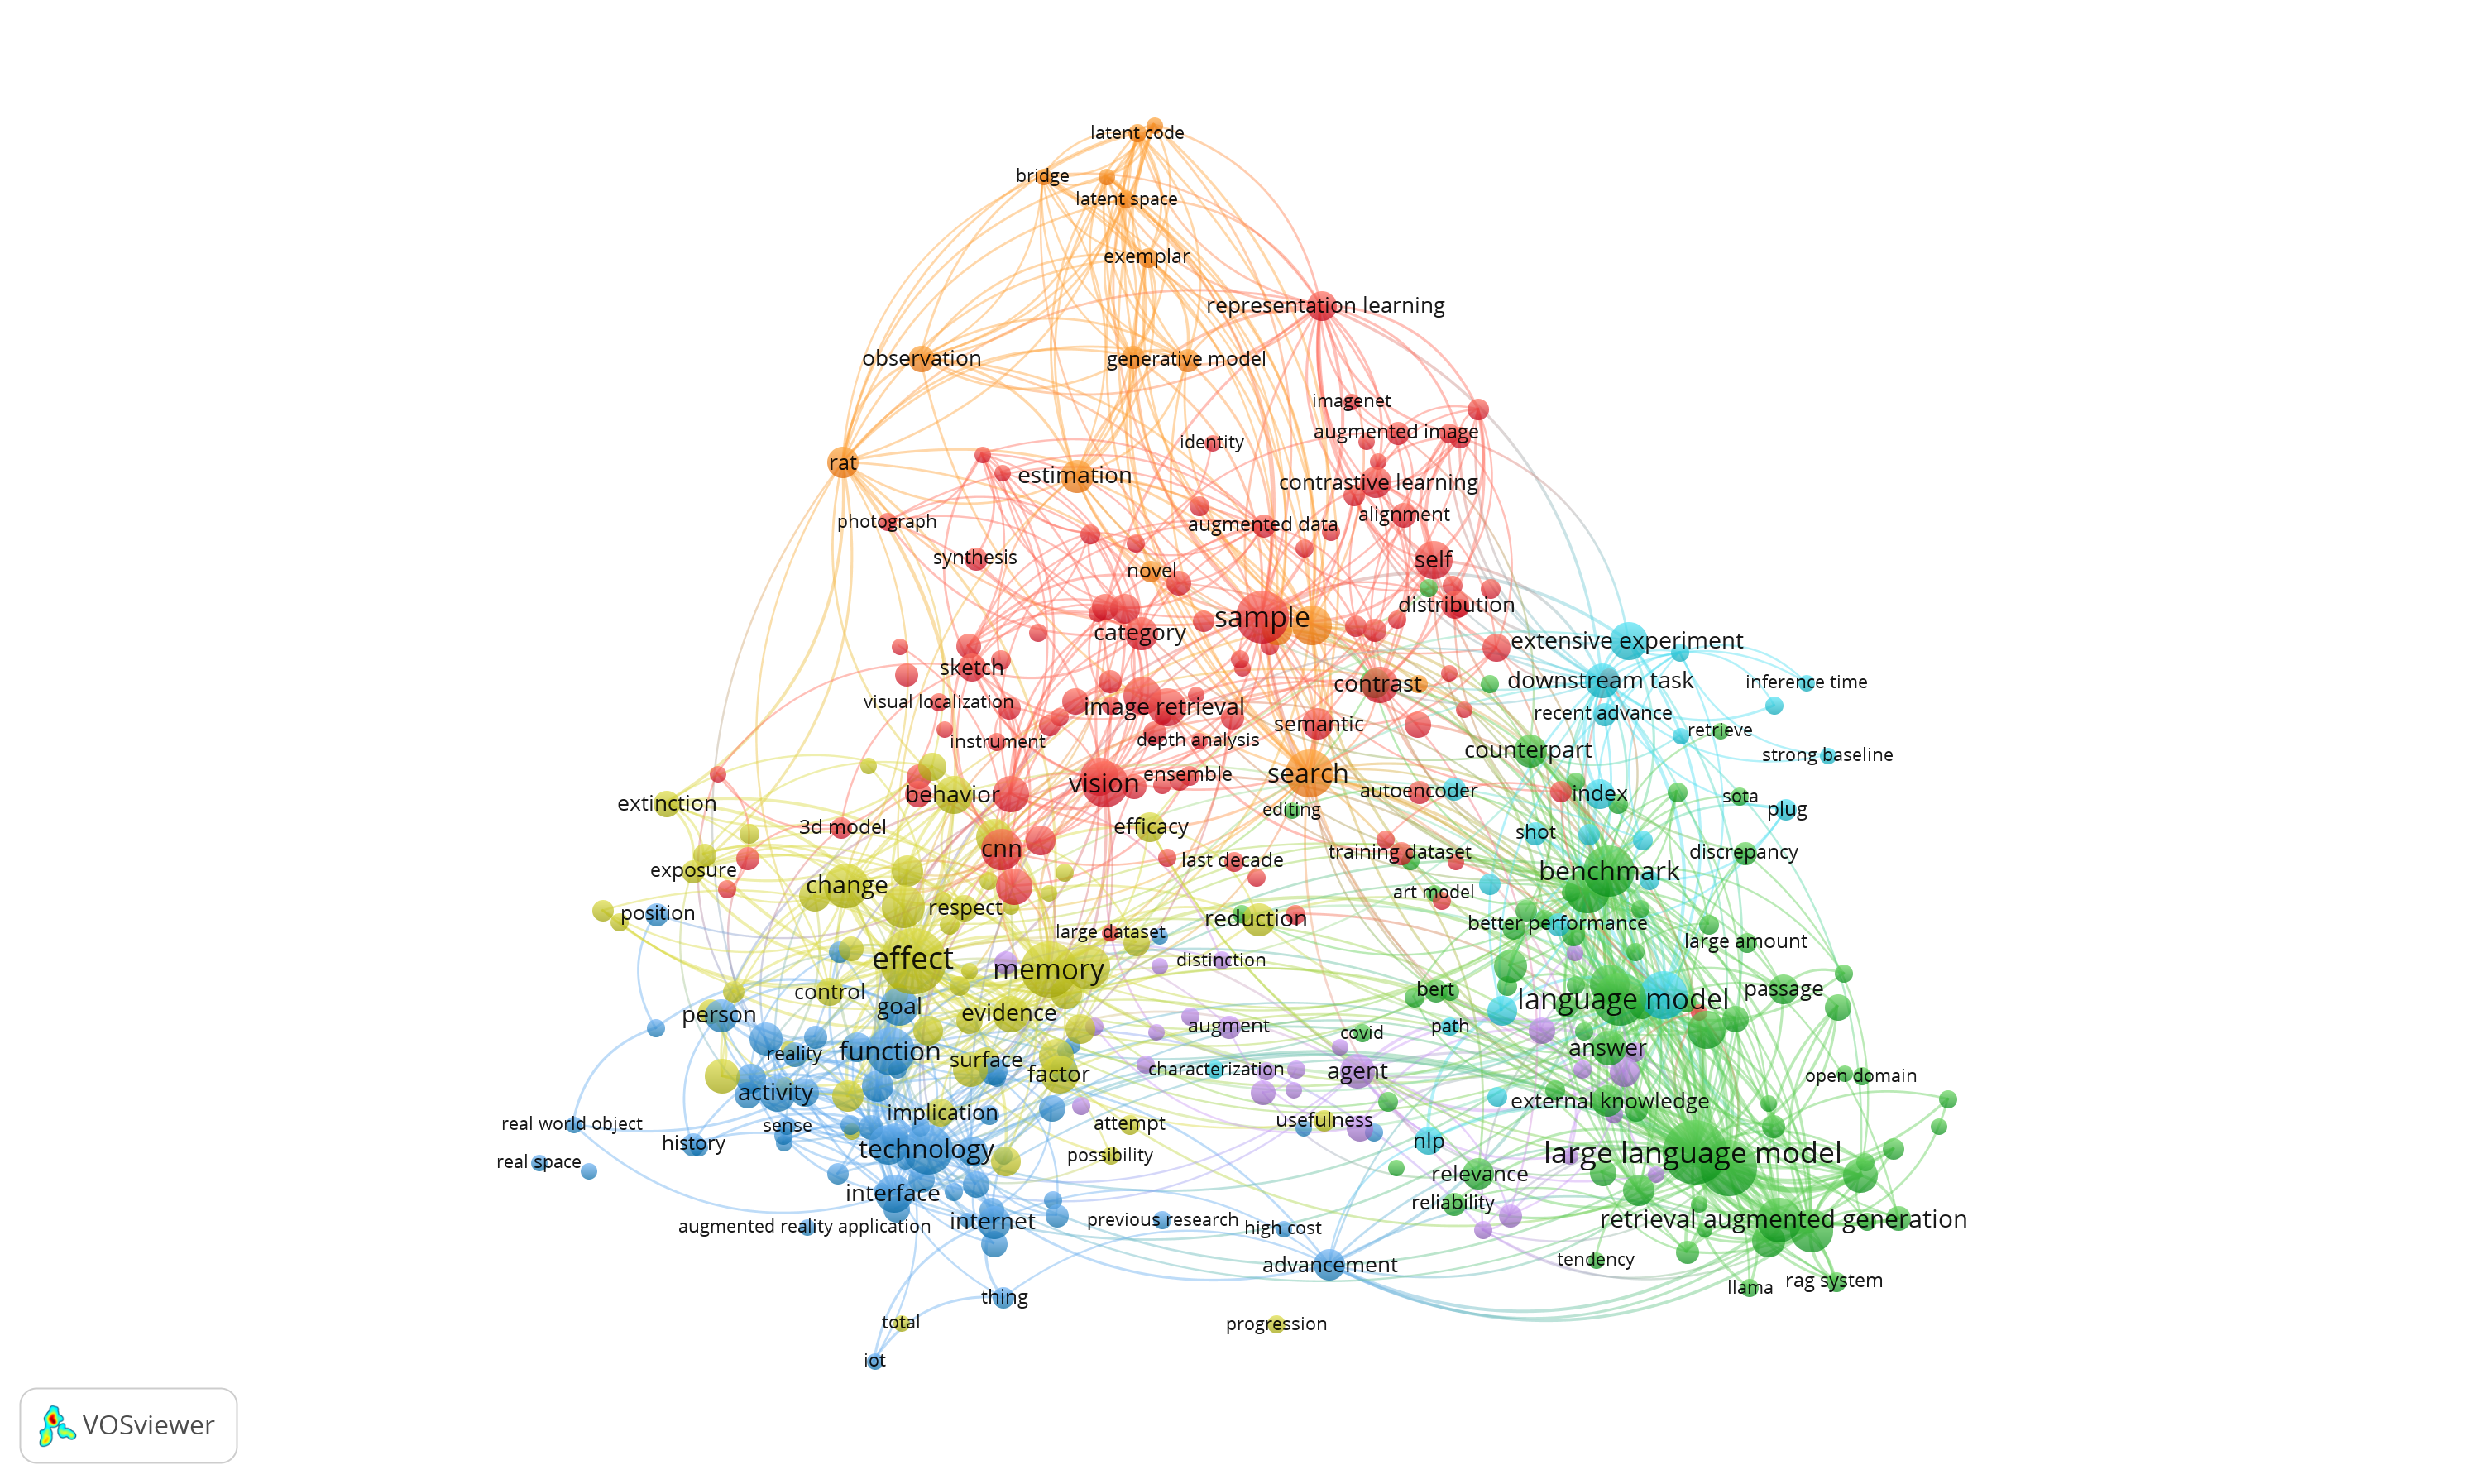 latent code
bridge
latent space
exemplar
representation learning
observation
generative model
imagenet
augmented image
identity
rat
estimation
contrastive learning
photograph
augmented data
alignment
synthesis
self
novel
distribution
sample
category
extensive experiment
sketch
downstream task
contrast
inference time
visual localization
image retrieval
recent advance
semantic
retrieve
instrument
depth analysis
counterpart
strong baseline
search
ensemble
vision
behavior
autoencoder
index
sota
extinction
editing
plug
3d model
efficacy
shot
cnn
last decade
training dataset
discrepancy
exposure
benchmark
change
art model
position
respect
reduction
better performance
large dataset
large amount
effect
distinction
memory
control
bert
passage
goal
language model
person
evidence
augment
path
covid
reality
function
answer
surface
characterization
factor
agent
open domain
activity
external knowledge
implication
real world object
sense
attempt
usefulness
history
nlp
technology
large language model
real space
possibility
relevance
interface
reliability
augmented reality application
internet
previous research
high cost
retrieval augmented generation
advancement
tendency
rag system
llama
thing
total
progression
iot
VOSviewer